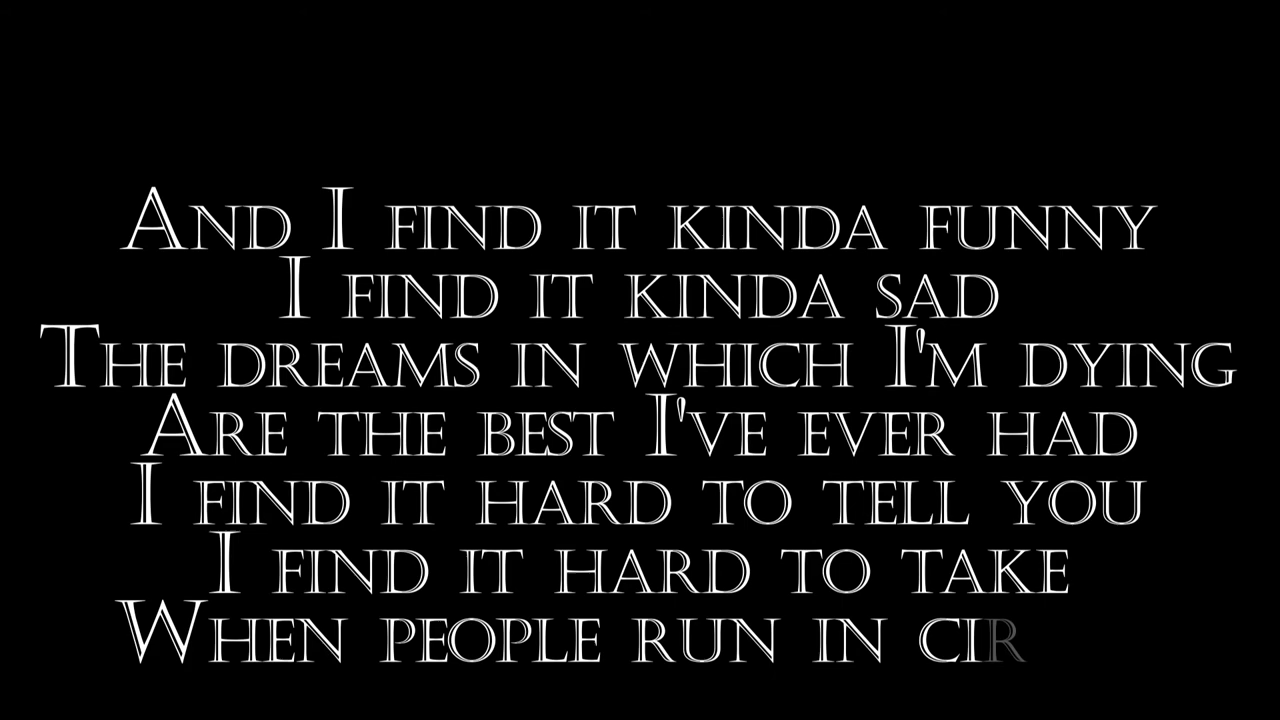 And I find it kinda funny
I find it kinda sad
The dreams in which I'm dying
Are the best I've ever had
I find it hard to tell you
I find it hard to take
When people run in cir